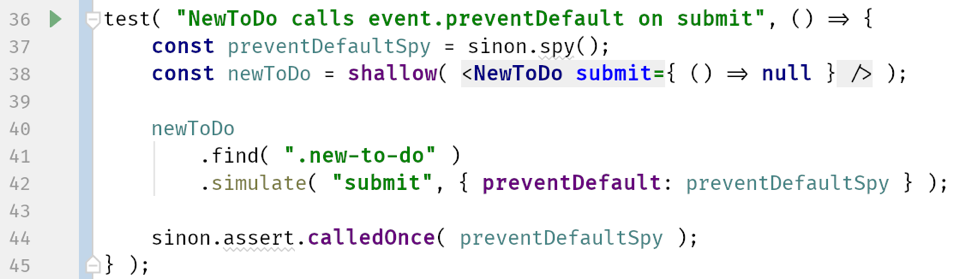 36 test( "NewToDo calls event.preventDefault on submit", () => {
37     const preventDefaultSpy = sinon.spy();
38     const newToDo = shallow( <NewToDo submit={ () => null } /> );
39
40     newToDo
41         .find( ".new-to-do" )
42         .simulate( "submit", { preventDefault: preventDefaultSpy } );
43
44     sinon.assert.calledOnce( preventDefaultSpy );
45 } );